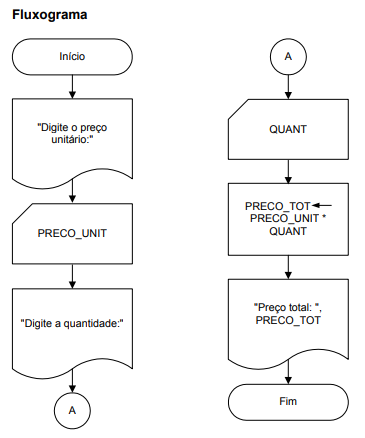 Fluxograma
Início
"Digite o preço
unitário:"
PRECO_UNIT
"Digite a quantidade:"
A
A
QUANT
PRECO_TOT
PRECO_UNIT *
QUANT
"Preço total: ",
PRECO_TOT
Fim